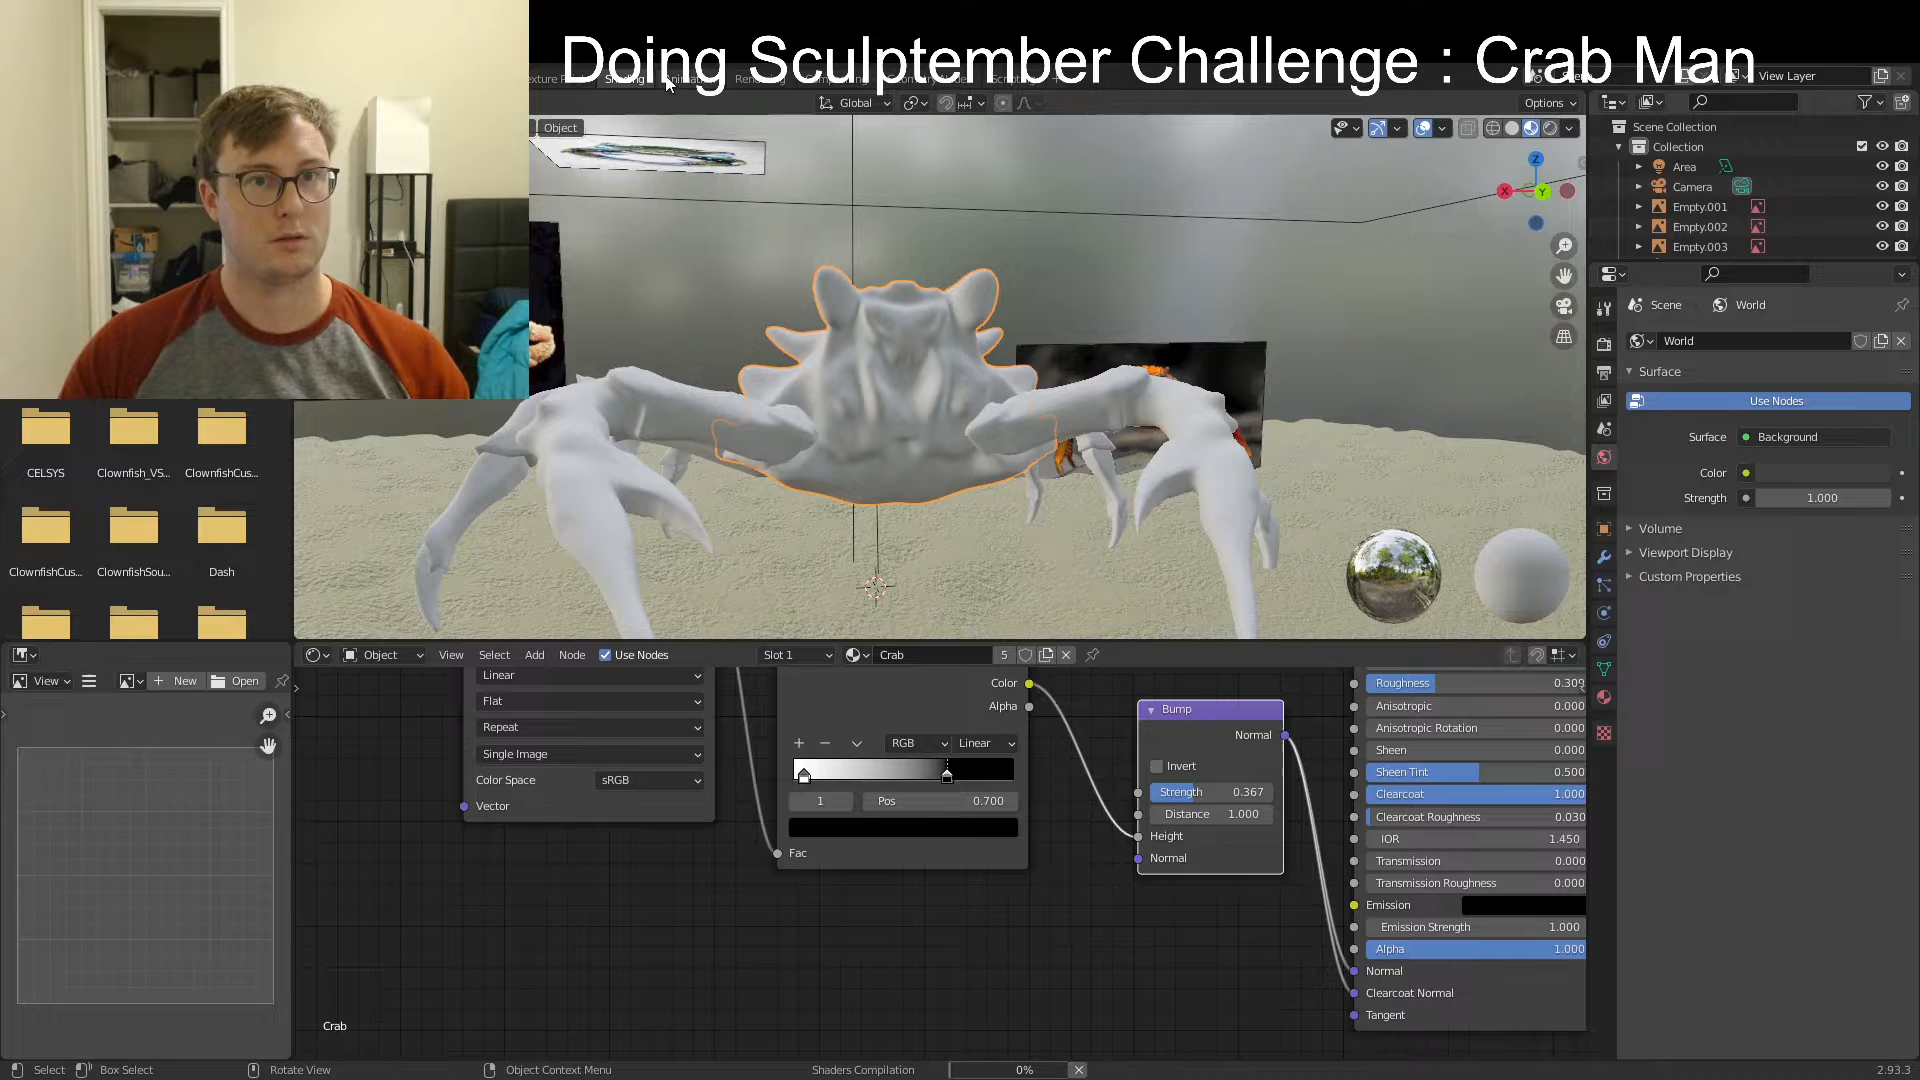 Doing Sculptember Challenge : Crab Man
Shading
View Layer
Global
Options
Object
Scene Collection
Collection
Area
Camera
Empty.001
Empty.002
Empty.003
Z
X
Y
Scene
World
World
Surface
Use Nodes
Surface
Background
Color
Strength
1.000
Volume
Viewport Display
Custom Properties
CELSYS
Clownfish_VS...
ClownfishCus...
ClownfishCus...
ClownfishSou...
Dash
View
New
Open
Object
View
Select
Add
Node
Use Nodes
Slot 1
Crab
5
Linear
Flat
Repeat
Single Image
Color Space
sRGB
Vector
Color
Alpha
RGB
Linear
1
Pos
0.700
Fac
Bump
Normal
Invert
Strength
0.367
Distance
1.000
Height
Normal
Roughness
0.309
Anisotropic
0.000
Anisotropic Rotation
0.000
Sheen
0.000
Sheen Tint
0.500
Clearcoat
1.000
Clearcoat Roughness
0.030
IOR
1.450
Transmission
0.000
Transmission Roughness
0.000
Emission
Emission Strength
1.000
Alpha
1.000
Normal
Clearcoat Normal
Tangent
Crab
Select
Box Select
Rotate View
Object Context Menu
Shaders Compilation
0%
2.93.3